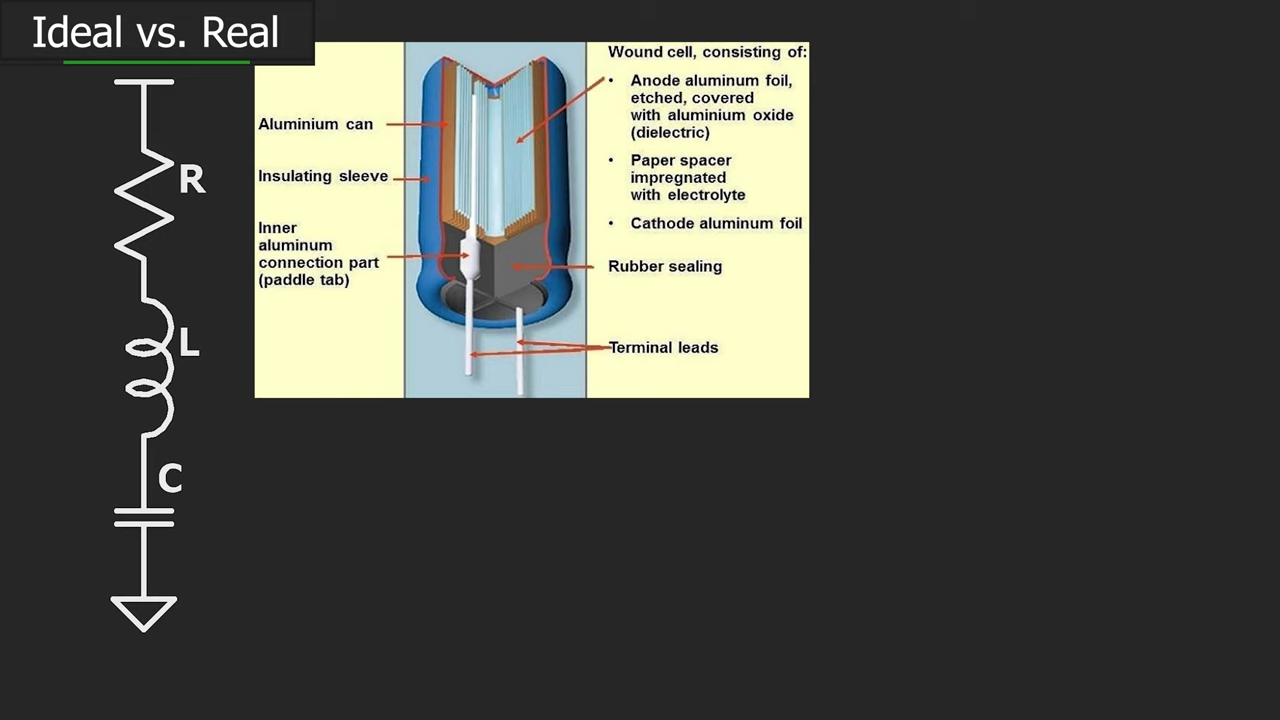 Ideal vs. Real
R
L
C
Aluminium can
Insulating sleeve
Inner
aluminum
connection part
(paddle tab)
Wound cell, consisting of:
• Anode aluminum foil,
etched, covered
with aluminium oxide
(dielectric)
• Paper spacer
impregnated
with electrolyte
• Cathode aluminum foil
Rubber sealing
Terminal leads